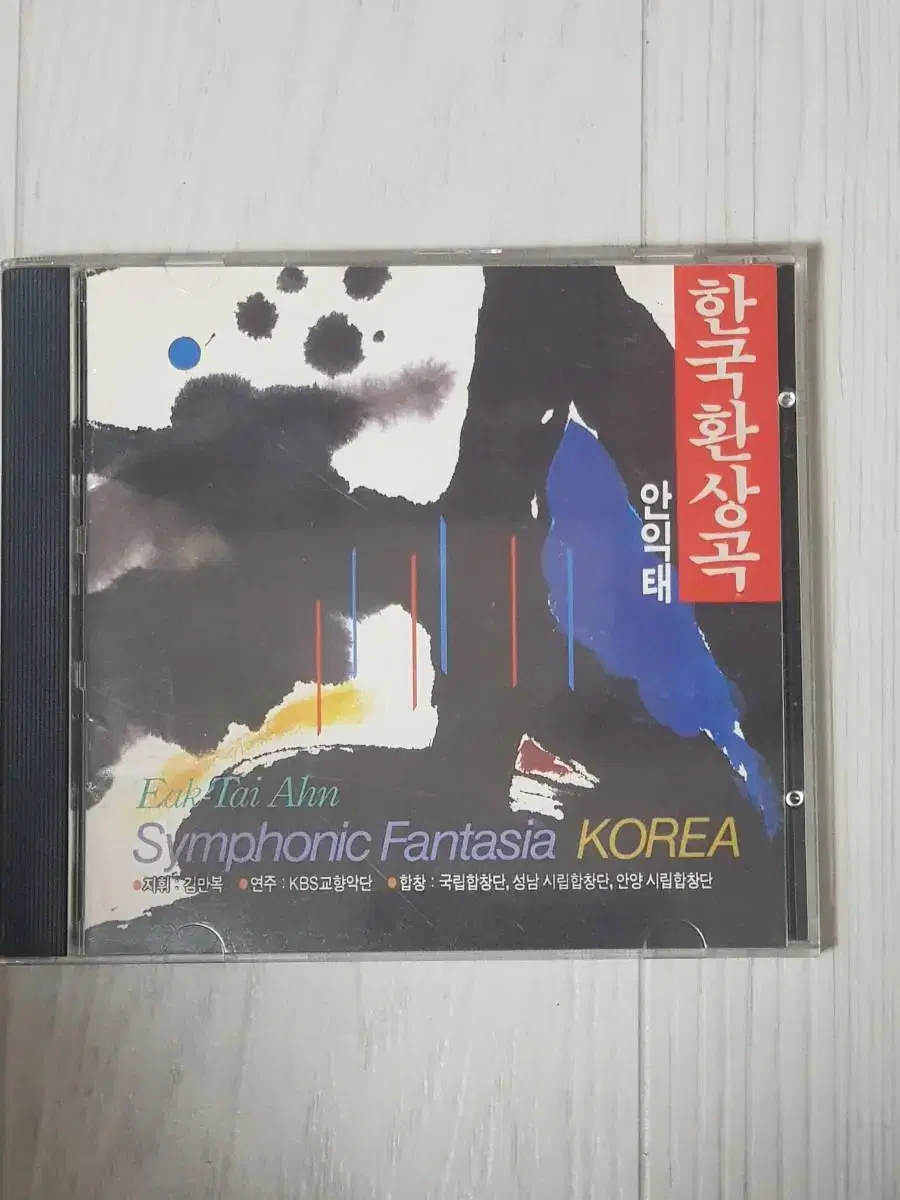 한국환상곡
안익태
Eak-Tai Ahn
Symphonic Fantasia KOREA
•지휘 : 김만복 •연주 : KBS교향악단 •합창 : 국립합창단, 성남 시립합창단, 안양 시립합창단